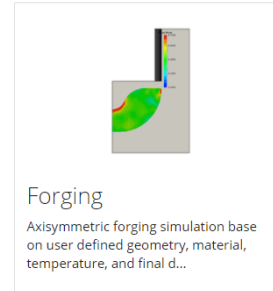 Forging
Axisymmetric forging simulation base
on user defined geometry, material,
temperature, and final d...